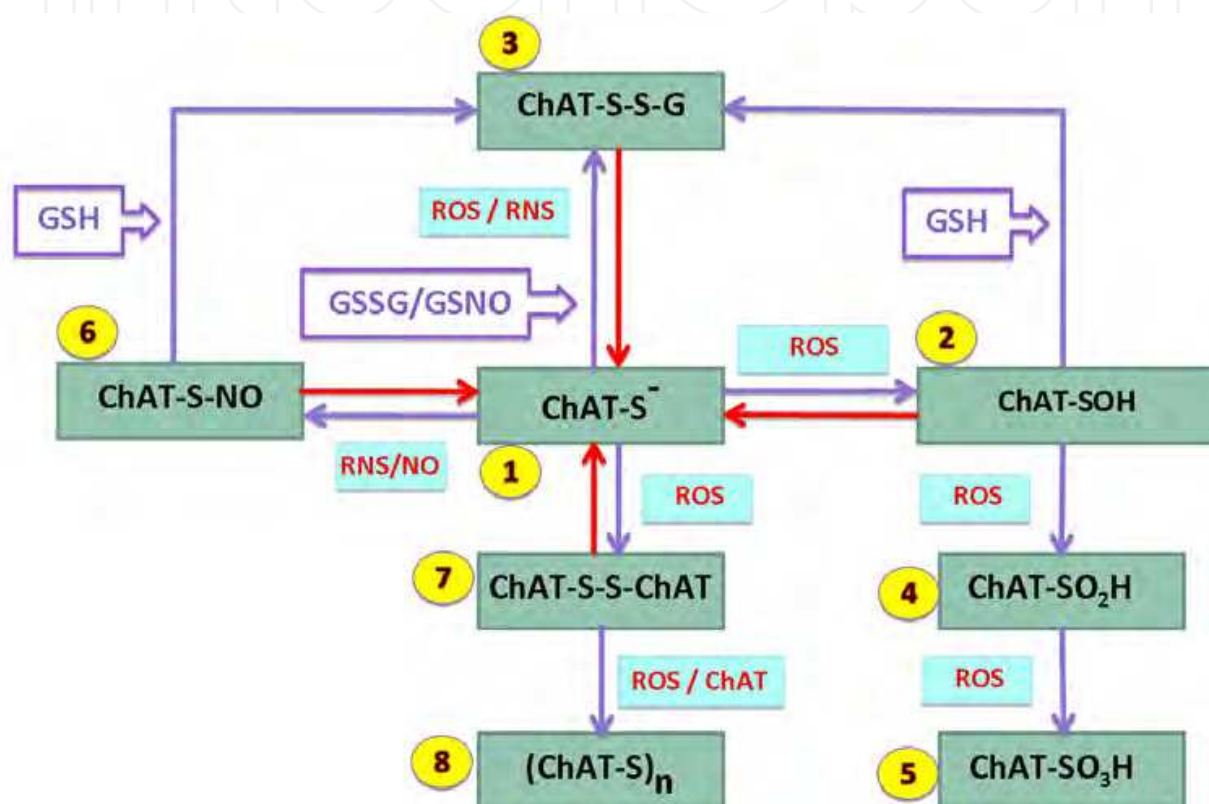 3
ChAT-S-S-G
GSH
ROS / RNS
GSH
GSSG/GSNO
6
2
ROS
ChAT-S-NO
ChAT-S⁻
ChAT-SOH
RNS/NO
1
ROS
ROS
7
ChAT-S-S-ChAT
4
ChAT-SO₂H
ROS / ChAT
ROS
8
(ChAT-S)ₙ
5
ChAT-SO₃H